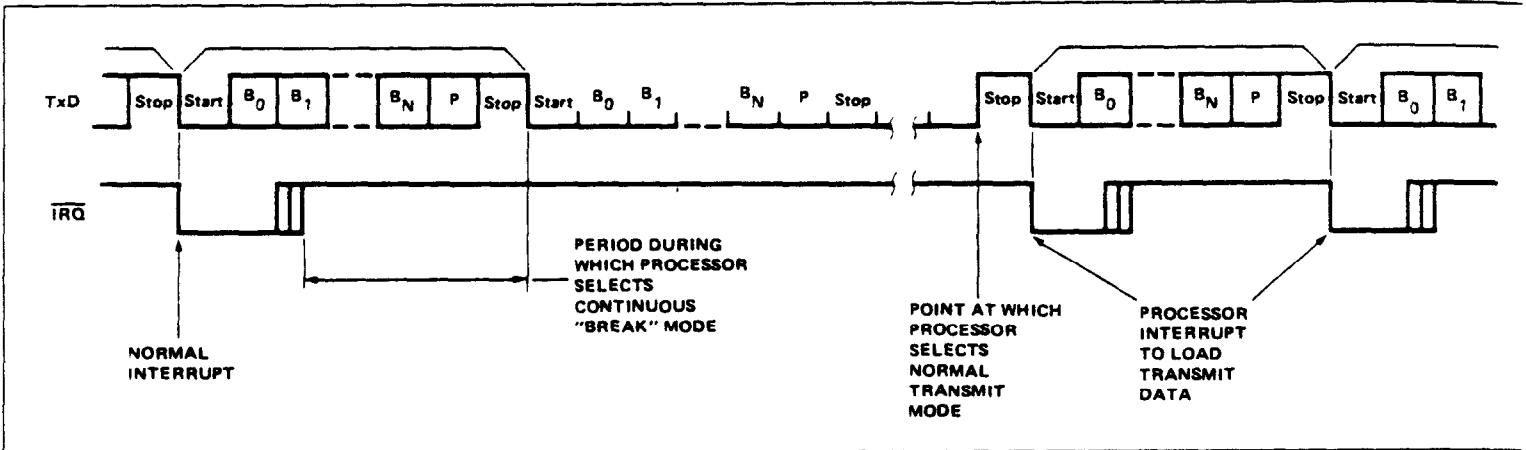 TxD Stop Start B0 B1 BN P Stop Start B0 B1 BN P Stop Stop Start B0 BN P Stop Start B0 B1
IRQ
NORMAL
INTERRUPT
PERIOD DURING
WHICH PROCESSOR
SELECTS
CONTINUOUS
"BREAK" MODE
POINT AT WHICH
PROCESSOR
SELECTS
NORMAL
TRANSMIT
MODE
PROCESSOR
INTERRUPT
TO LOAD
TRANSMIT
DATA